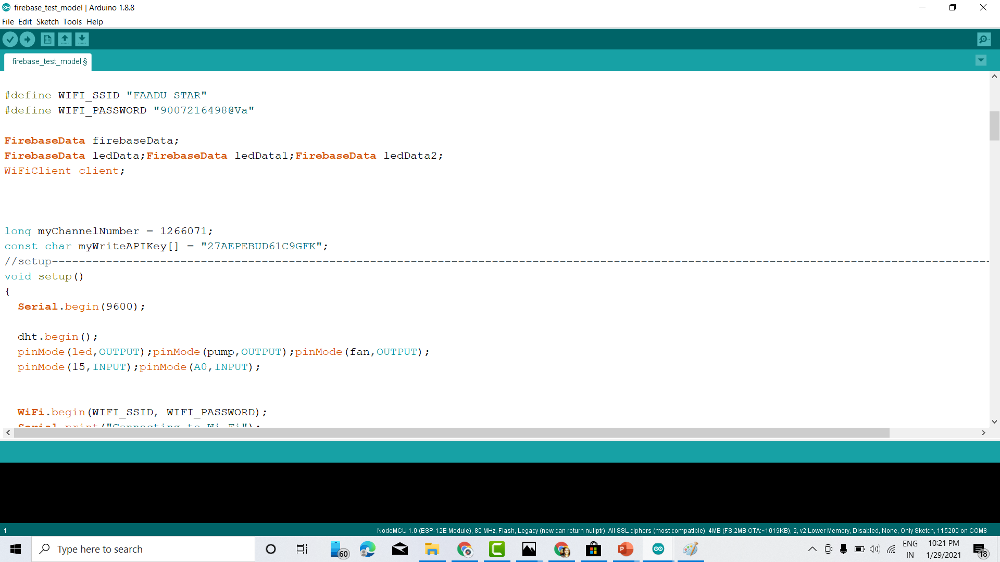 firebase_test_model | Arduino 1.8.8
File Edit Sketch Tools Help
firebase_test_model §
#define WIFI_SSID "FAADU STAR"
#define WIFI_PASSWORD "9007216498@Va"
FirebaseData firebaseData;
FirebaseData ledData;FirebaseData ledData1;FirebaseData ledData2;
WiFiClient client;
long myChannelNumber = 1266071;
const char myWriteAPIKey[] = "27AEPEBUD61C9GFK";
//setup------------------------------------------------------------------------------------------------------------------------------------------
void setup()
{
Serial.begin(9600);
dht.begin();
pinMode(led,OUTPUT);pinMode(pump,OUTPUT);pinMode(fan,OUTPUT);
pinMode(15,INPUT);pinMode(A0,INPUT);
WiFi.begin(WIFI_SSID, WIFI_PASSWORD);
Serial.print("Connecting to Wi-Fi");
1
NodeMCU 1.0 (ESP-12E Module), 80 MHz, Flash, Legacy (new can return nullptr), All SSL ciphers (most compatible), 4MB (FS:2MB OTA:~1019KB), 2, v2 Lower Memory, Disabled, None, Only Sketch, 115200 on COM8
Type here to search
60
ENG
IN
10:21 PM
1/29/2021
18